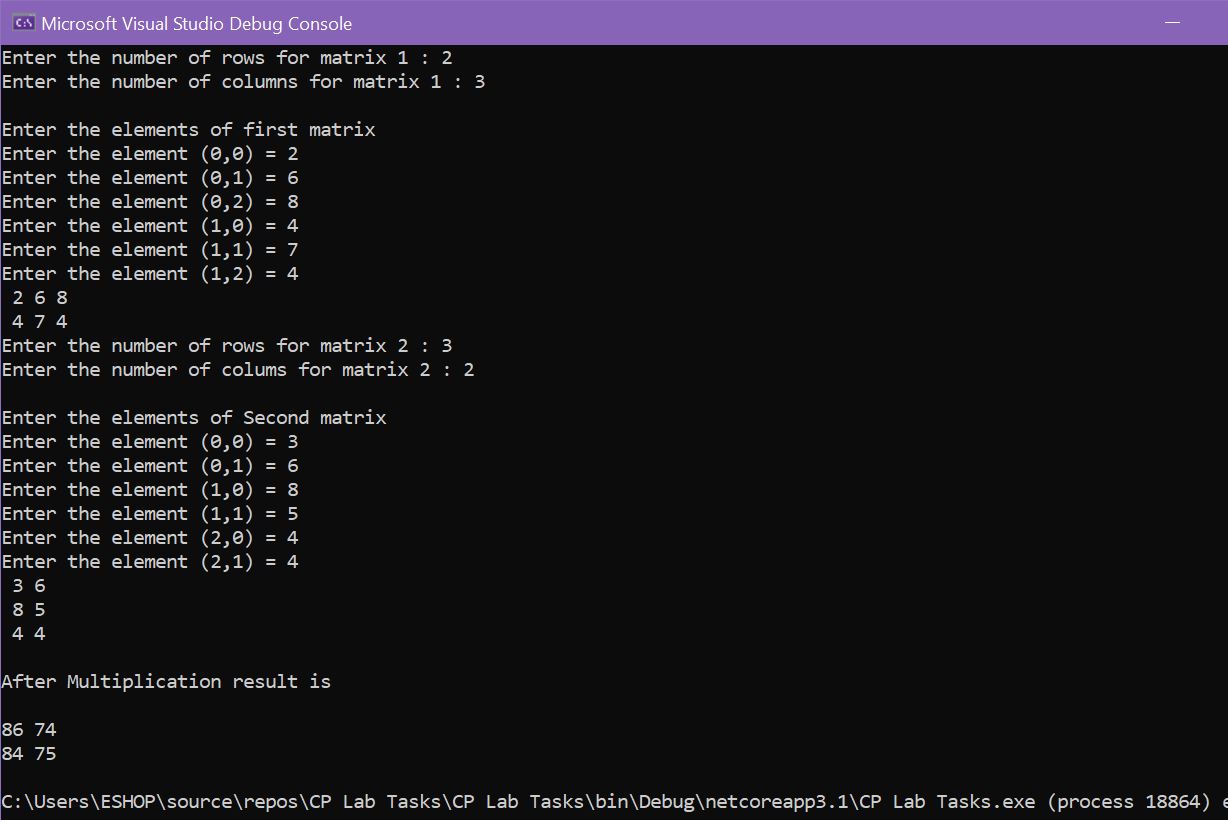 Microsoft Visual Studio Debug Console
Enter the number of rows for matrix 1 : 2
Enter the number of columns for matrix 1 : 3
Enter the elements of first matrix
Enter the element (0,0) = 2
Enter the element (0,1) = 6
Enter the element (0,2) = 8
Enter the element (1,0) = 4
Enter the element (1,1) = 7
Enter the element (1,2) = 4
2 6 8
4 7 4
Enter the number of rows for matrix 2 : 3
Enter the number of colums for matrix 2 : 2
Enter the elements of Second matrix
Enter the element (0,0) = 3
Enter the element (0,1) = 6
Enter the element (1,0) = 8
Enter the element (1,1) = 5
Enter the element (2,0) = 4
Enter the element (2,1) = 4
3 6
8 5
4 4
After Multiplication result is
86 74
84 75
C:\Users\ESHOP\source\repos\CP Lab Tasks\CP Lab Tasks\bin\Debug\netcoreapp3.1\CP Lab Tasks.exe (process 18864)